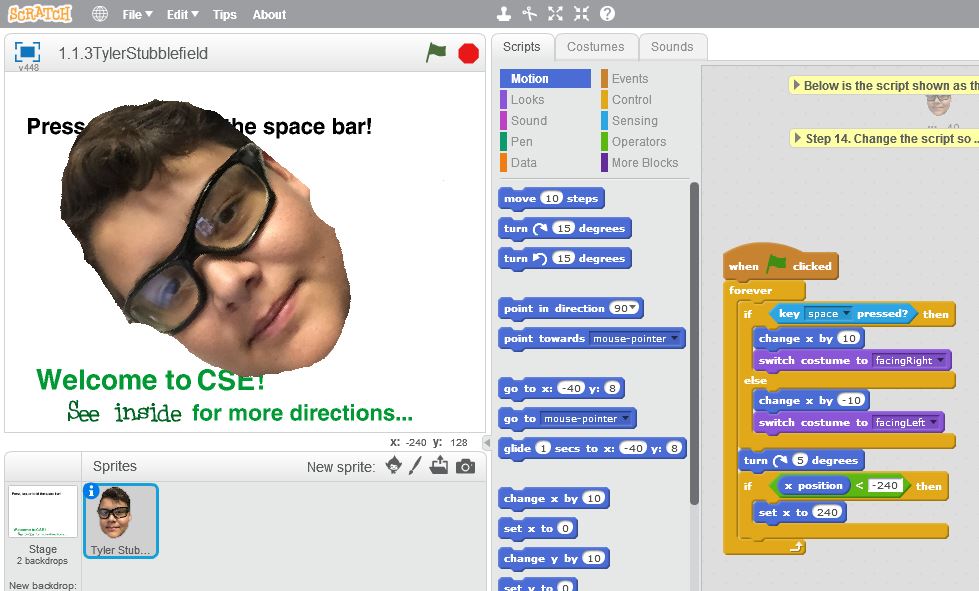 SCRATCH File Edit Tips About
1.1.3TylerStubblefield
v448
Press the space bar!
Welcome to CSE!
See inside for more directions...
x: -240 y: 128
Sprites New sprite:
Stage
2 backdrops
New backdrop:
Tyler Stub...
Scripts Costumes Sounds
Motion Events
Looks Control
Sound Sensing
Pen Operators
Data More Blocks
move 10 steps
turn 15 degrees
turn 15 degrees
point in direction 90
point towards mouse-pointer
go to x: -40 y: 8
go to mouse-pointer
glide 1 secs to x: -40 y: 8
change x by 10
set x to 0
change y by 10
set y to 0
Below is the script shown as th
Step 14. Change the script so ..
when clicked
forever
if key space pressed? then
change x by 10
switch costume to facingRight
else
change x by -10
switch costume to facingLeft
turn 5 degrees
if x position < -240 then
set x to 240